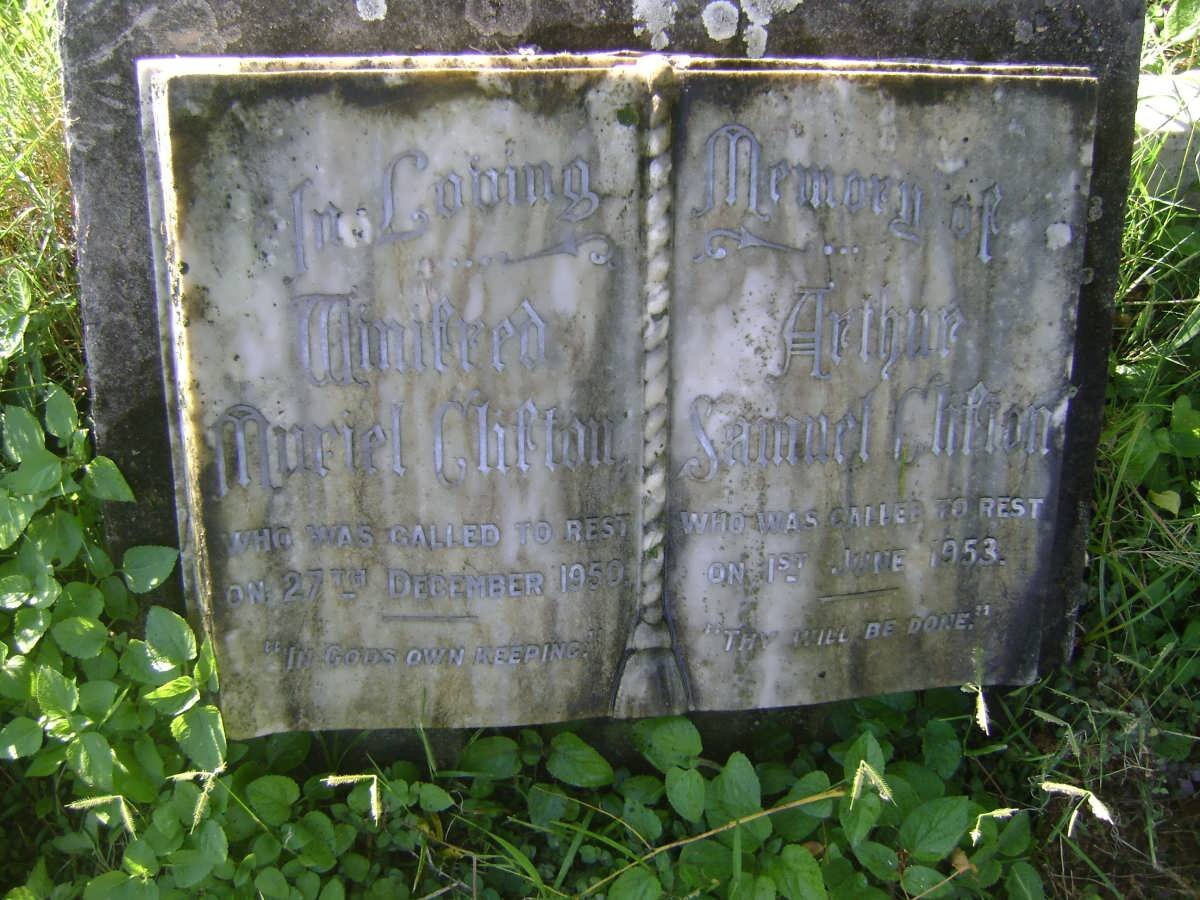 In Loving
Winifred
Muriel Clifton
WHO WAS CALLED TO REST
ON 27TH DECEMBER 1950
"IN GODS OWN KEEPING."
Memory of
Arthur
Samuel Clifton
WHO WAS CALLED TO REST
ON 1ST JUNE 1953.
"THY WILL BE DONE."